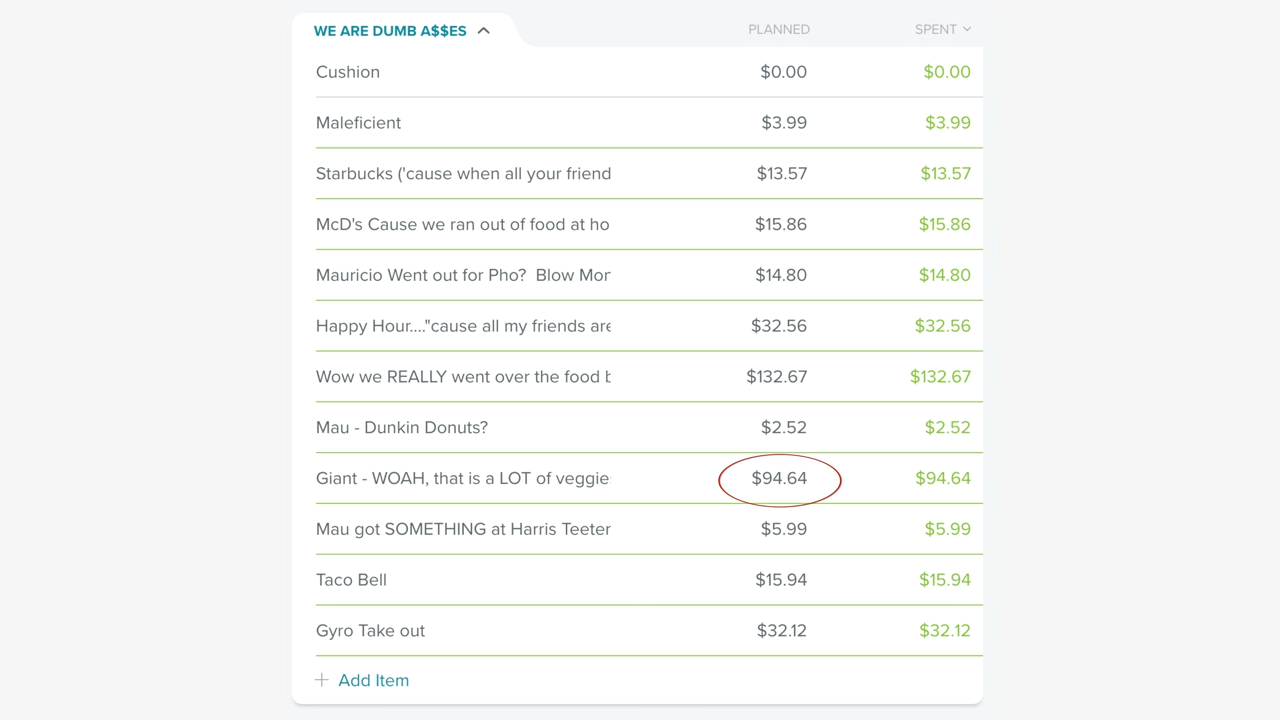 WE ARE DUMB A$$ES PLANNED SPENT
Cushion $0.00 $0.00
Maleficient $3.99 $3.99
Starbucks ('cause when all your friend $13.57 $13.57
McD's Cause we ran out of food at ho $15.86 $15.86
Mauricio Went out for Pho?  Blow Mor $14.80 $14.80
Happy Hour...."cause all my friends are $32.56 $32.56
Wow we REALLY went over the food b $132.67 $132.67
Mau - Dunkin Donuts? $2.52 $2.52
Giant - WOAH, that is a LOT of veggie $94.64 $94.64
Mau got SOMETHING at Harris Teeter $5.99 $5.99
Taco Bell $15.94 $15.94
Gyro Take out $32.12 $32.12
+ Add Item